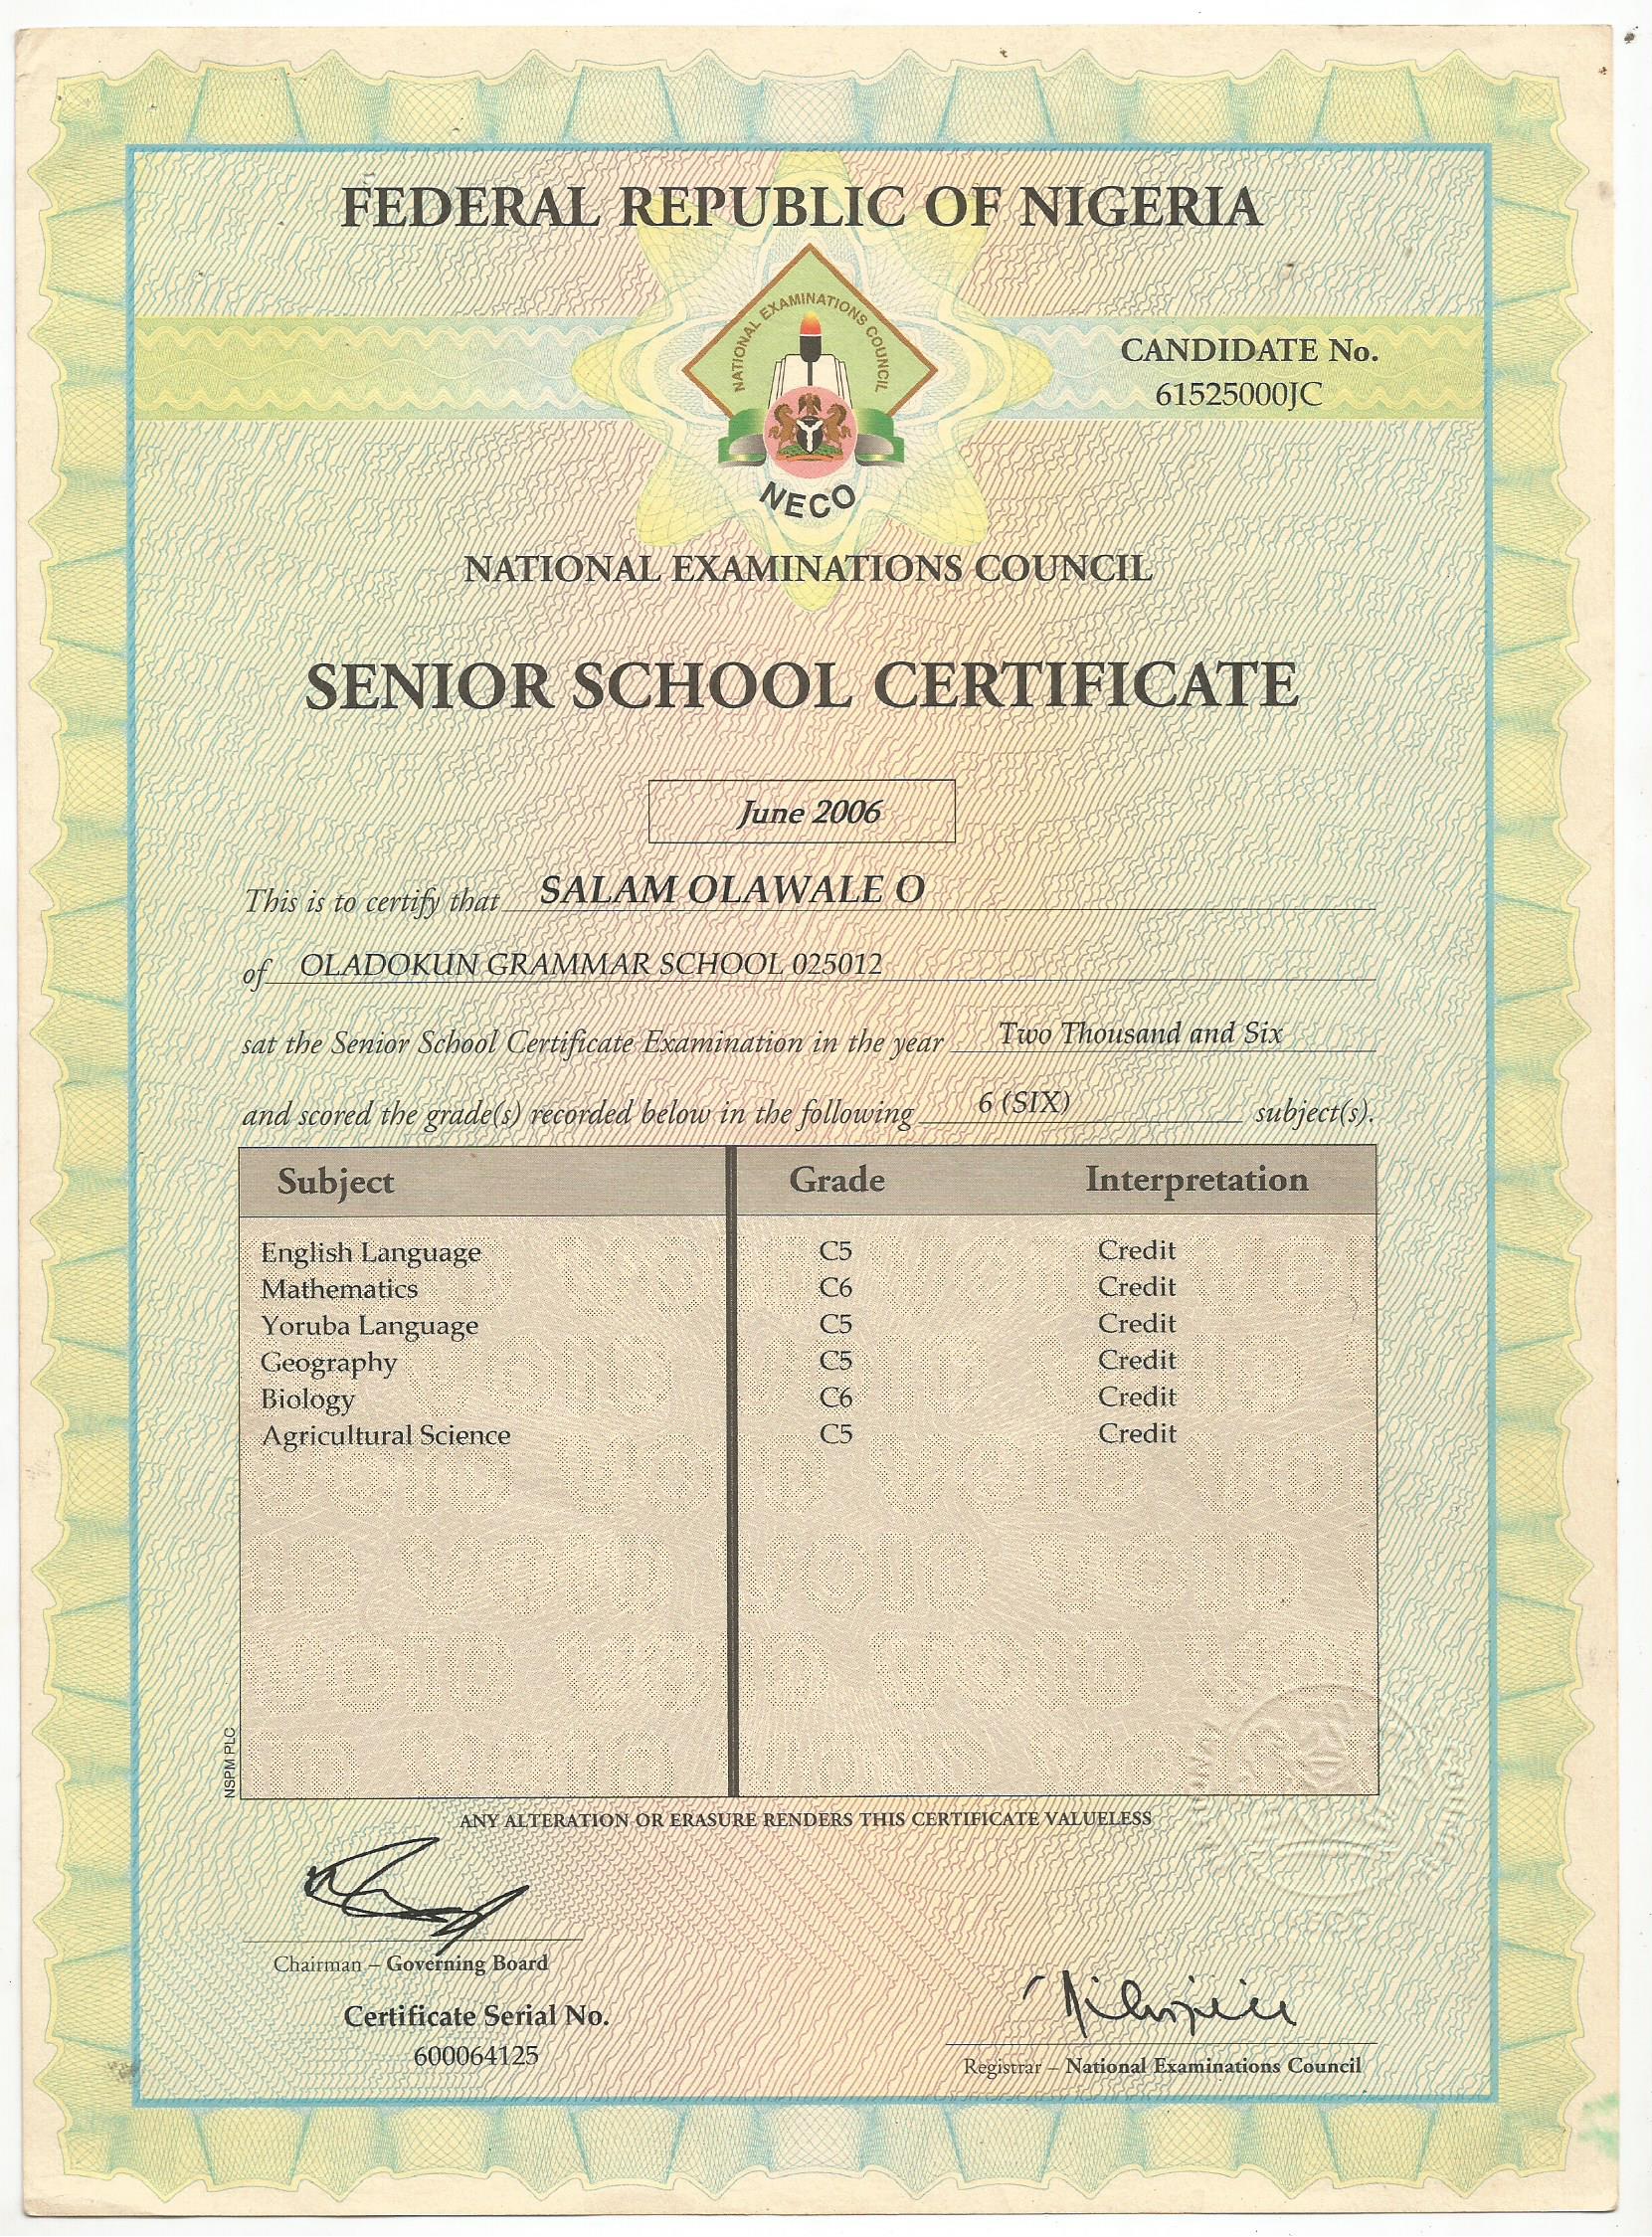 FEDERAL REPUBLIC OF NIGERIA
NATIONAL EXAMINATIONS COUNCIL
NECO
CANDIDATE No.
61525000JC
NATIONAL EXAMINATIONS COUNCIL
SENIOR SCHOOL CERTIFICATE
June 2006
This is to certify that SALAM OLAWALE O
of OLADOKUN GRAMMAR SCHOOL 025012
sat the Senior School Certificate Examination in the year Two Thousand and Six
and scored the grade(s) recorded below in the following 6 (SIX) subject(s).
Subject Grade Interpretation
English Language C5 Credit
Mathematics C6 Credit
Yoruba Language C5 Credit
Geography C5 Credit
Biology C6 Credit
Agricultural Science C5 Credit
NSPM PLC
ANY ALTERATION OR ERASURE RENDERS THIS CERTIFICATE VALUELESS
Chairman – Governing Board
Certificate Serial No.
600064125
Registrar – National Examinations Council